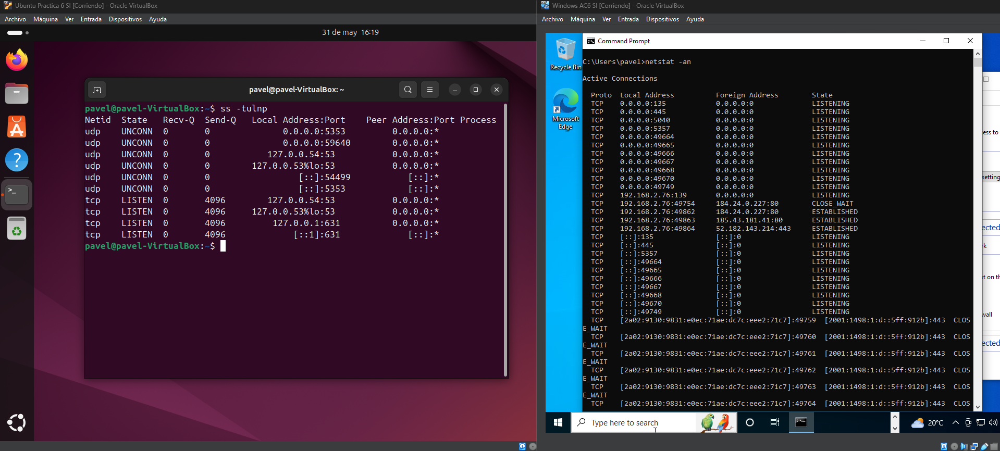 Ubuntu Practica 6 SI [Corriendo] - Oracle VirtualBox
Archivo Máquina Ver Entrada Dispositivos Ayuda
31 de may 16:19
pavel@pavel-VirtualBox: ~
pavel@pavel-VirtualBox:~$ ss -tulnp
Netid State Recv-Q Send-Q Local Address:Port Peer Address:Port Process
udp UNCONN 0 0 0.0.0.0:5353 0.0.0.0:*
udp UNCONN 0 0 0.0.0.0:59640 0.0.0.0:*
udp UNCONN 0 0 127.0.0.54:53 0.0.0.0:*
udp UNCONN 0 0 127.0.0.53%lo:53 0.0.0.0:*
udp UNCONN 0 0 [::]:54499 [::]:*
udp UNCONN 0 0 [::]:5353 [::]:*
tcp LISTEN 0 4096 127.0.0.54:53 0.0.0.0:*
tcp LISTEN 0 4096 127.0.0.53%lo:53 0.0.0.0:*
tcp LISTEN 0 4096 127.0.0.1:631 0.0.0.0:*
tcp LISTEN 0 4096 [::1]:631 [::]:*
pavel@pavel-VirtualBox:~$
Windows AC6 SI [Corriendo] - Oracle VirtualBox
Archivo Máquina Ver Entrada Dispositivos Ayuda
Recycle Bin
Microsoft
Edge
Command Prompt
C:\Users\pavel>netstat -an
Active Connections
Proto Local Address Foreign Address State
TCP 0.0.0.0:135 0.0.0.0:0 LISTENING
TCP 0.0.0.0:445 0.0.0.0:0 LISTENING
TCP 0.0.0.0:5040 0.0.0.0:0 LISTENING
TCP 0.0.0.0:5357 0.0.0.0:0 LISTENING
TCP 0.0.0.0:49664 0.0.0.0:0 LISTENING
TCP 0.0.0.0:49665 0.0.0.0:0 LISTENING
TCP 0.0.0.0:49666 0.0.0.0:0 LISTENING
TCP 0.0.0.0:49667 0.0.0.0:0 LISTENING
TCP 0.0.0.0:49668 0.0.0.0:0 LISTENING
TCP 0.0.0.0:49670 0.0.0.0:0 LISTENING
TCP 0.0.0.0:49749 0.0.0.0:0 LISTENING
TCP 192.168.2.76:139 0.0.0.0:0 LISTENING
TCP 192.168.2.76:49754 184.24.0.227:80 CLOSE_WAIT
TCP 192.168.2.76:49862 184.24.0.227:80 ESTABLISHED
TCP 192.168.2.76:49863 185.43.181.41:80 ESTABLISHED
TCP 192.168.2.76:49864 52.182.143.214:443 ESTABLISHED
TCP [::]:135 [::]:0 LISTENING
TCP [::]:445 [::]:0 LISTENING
TCP [::]:5357 [::]:0 LISTENING
TCP [::]:49664 [::]:0 LISTENING
TCP [::]:49665 [::]:0 LISTENING
TCP [::]:49666 [::]:0 LISTENING
TCP [::]:49667 [::]:0 LISTENING
TCP [::]:49668 [::]:0 LISTENING
TCP [::]:49670 [::]:0 LISTENING
TCP [::]:49749 [::]:0 LISTENING
TCP [2a02:9130:9831:e0ec:71ae:dc7c:eee2:71c7]:49759 [2001:1498:1:d::5ff:912b]:443 CLOS
E_WAIT
TCP [2a02:9130:9831:e0ec:71ae:dc7c:eee2:71c7]:49760 [2001:1498:1:d::5ff:912b]:443 CLOS
E_WAIT
TCP [2a02:9130:9831:e0ec:71ae:dc7c:eee2:71c7]:49761 [2001:1498:1:d::5ff:912b]:443 CLOS
E_WAIT
TCP [2a02:9130:9831:e0ec:71ae:dc7c:eee2:71c7]:49762 [2001:1498:1:d::5ff:912b]:443 CLOS
E_WAIT
TCP [2a02:9130:9831:e0ec:71ae:dc7c:eee2:71c7]:49763 [2001:1498:1:d::5ff:912b]:443 CLOS
E_WAIT
TCP [2a02:9130:9831:e0ec:71ae:dc7c:eee2:71c7]:49764 [2001:1498:1:d::5ff:912b]:443 CLOS
ess to
setting
ected
rk
t on th
wall
ected
Type here to search
20°C